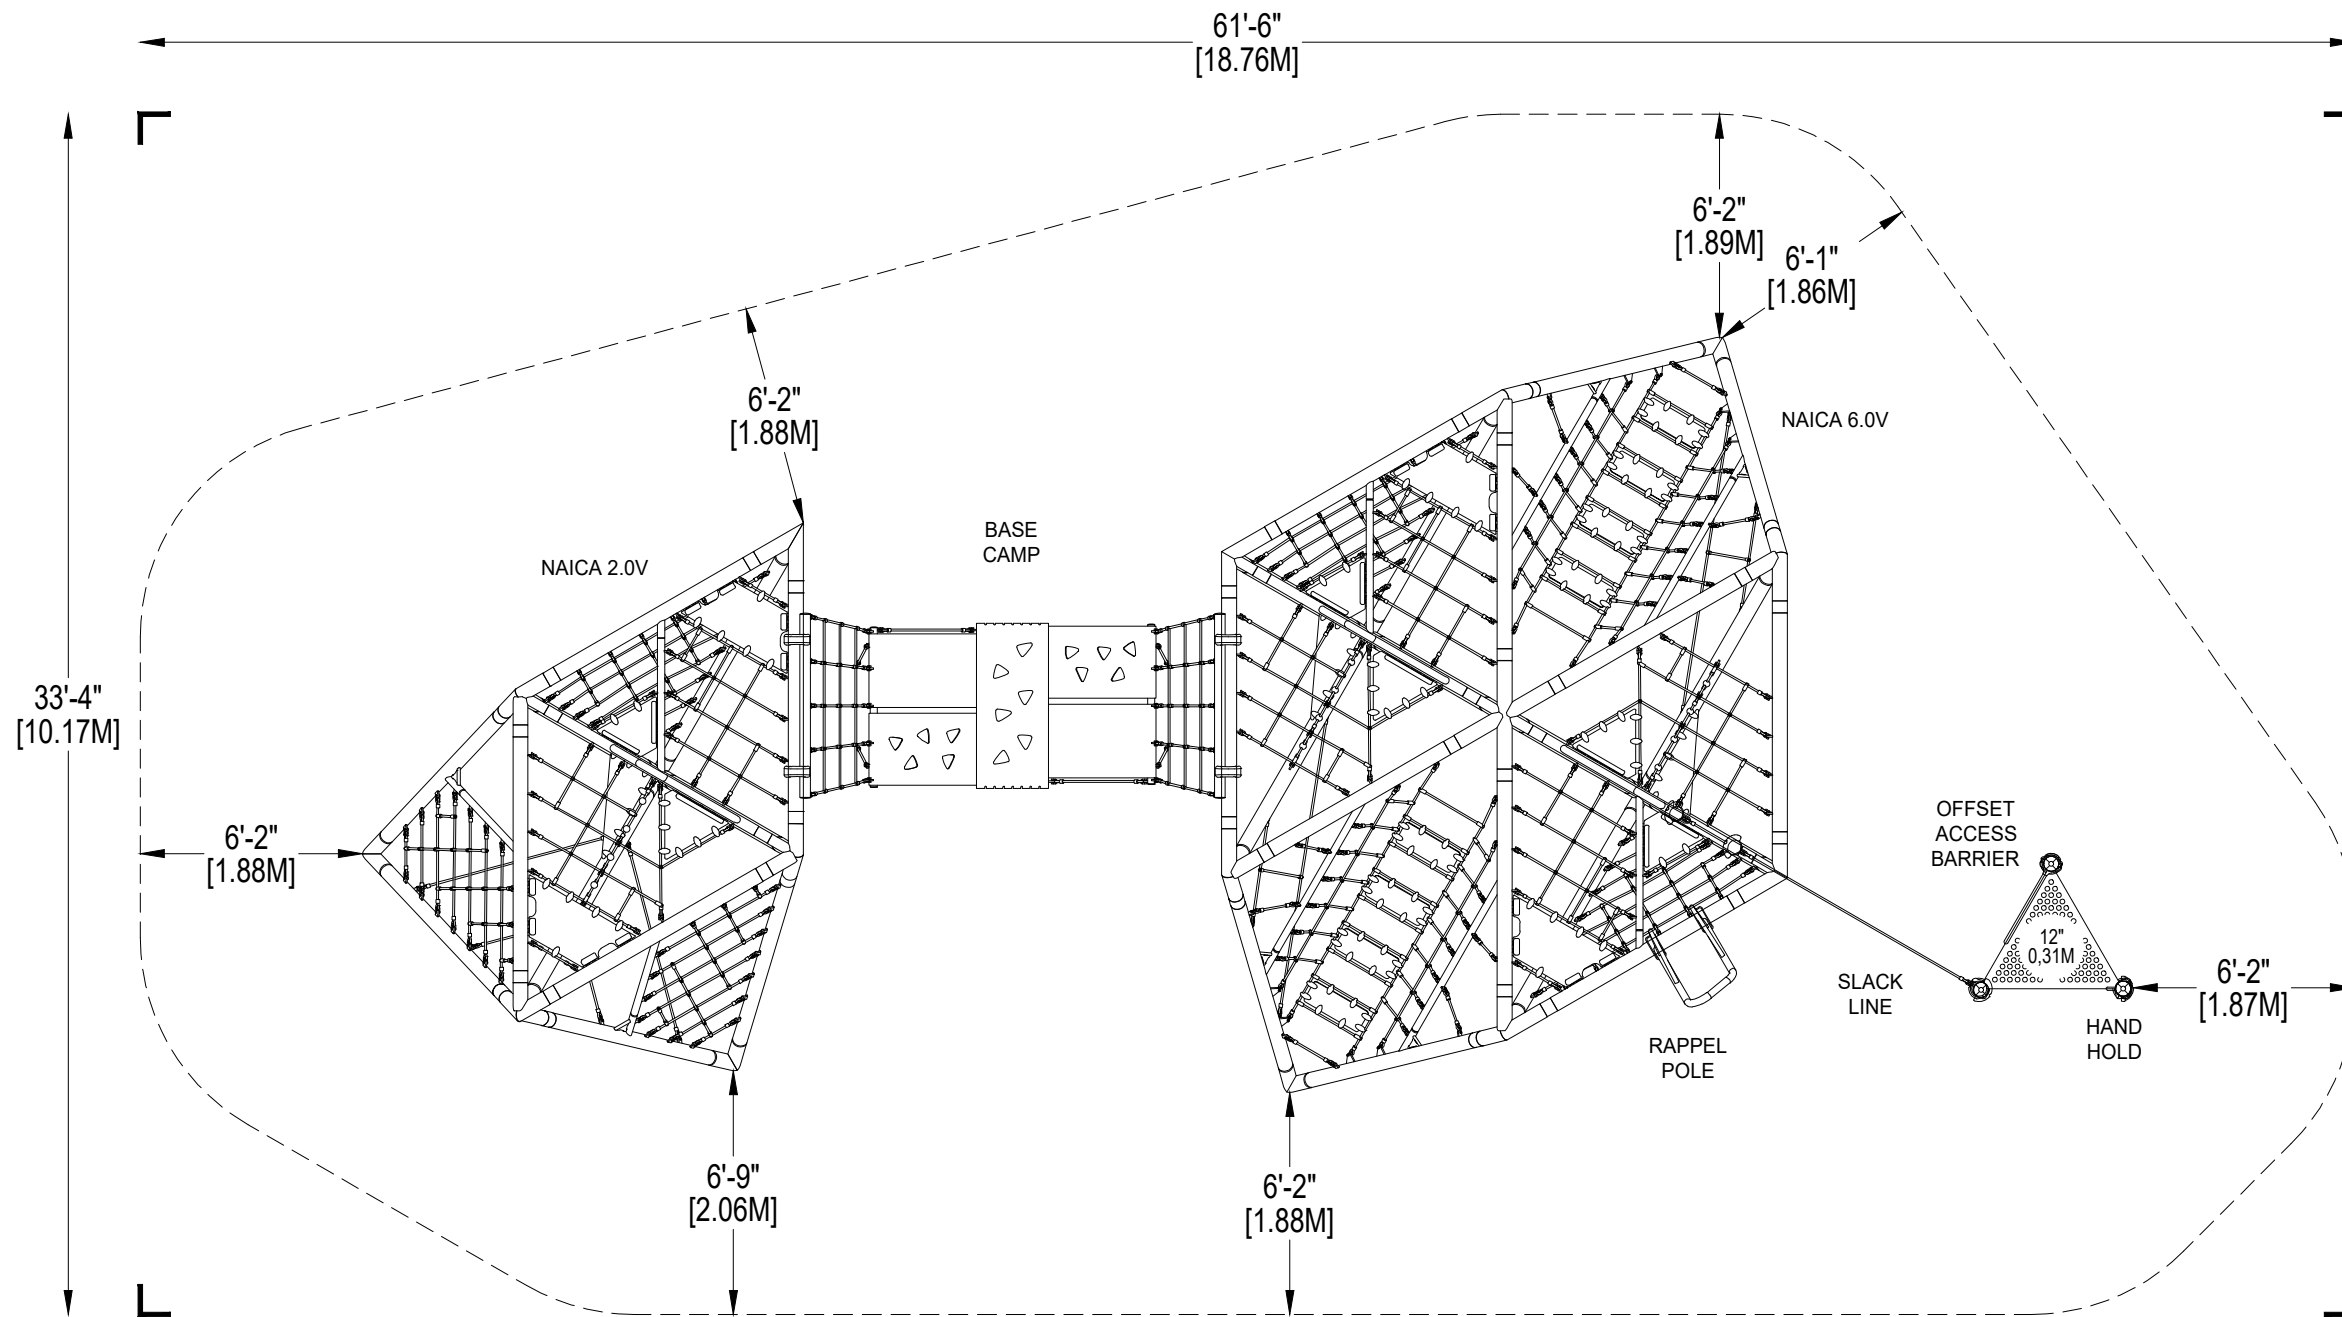 61'-6"
[18.76M]
6'-2"
[1.89M]
6'-1"
[1.86M]
6'-2"
[1.88M]
NAICA 6.0V
BASE
CAMP
NAICA 2.0V
33'-4"
[10.17M]
6'-2"
[1.88M]
OFFSET
ACCESS
BARRIER
12"
0,31M
SLACK
LINE
6'-2"
[1.87M]
HAND
HOLD
RAPPEL
POLE
6'-9"
[2.06M]
6'-2"
[1.88M]